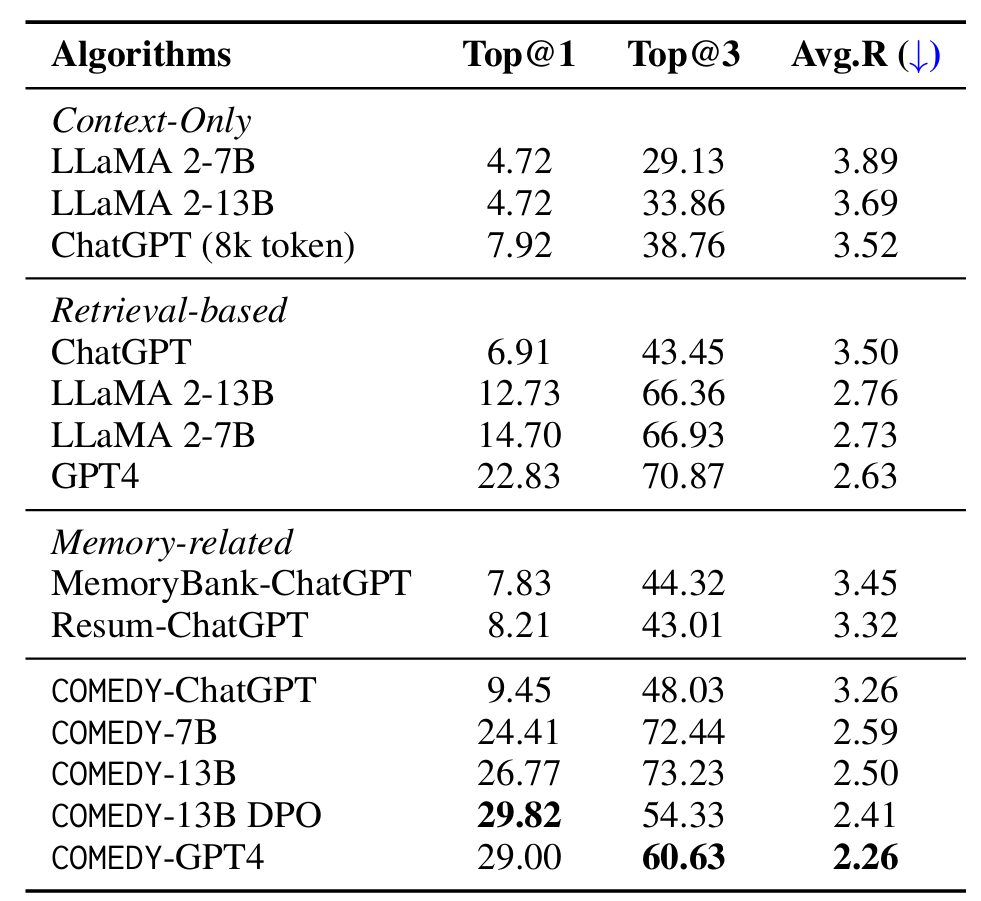 Algorithms Top@1 Top@3 Avg.R (↓)
Context-Only
LLaMA 2-7B 4.72 29.13 3.89
LLaMA 2-13B 4.72 33.86 3.69
ChatGPT (8k token) 7.92 38.76 3.52
Retrieval-based
ChatGPT 6.91 43.45 3.50
LLaMA 2-13B 12.73 66.36 2.76
LLaMA 2-7B 14.70 66.93 2.73
GPT4 22.83 70.87 2.63
Memory-related
MemoryBank-ChatGPT 7.83 44.32 3.45
Resum-ChatGPT 8.21 43.01 3.32
COMEDY-ChatGPT 9.45 48.03 3.26
COMEDY-7B 24.41 72.44 2.59
COMEDY-13B 26.77 73.23 2.50
COMEDY-13B DPO 29.82 54.33 2.41
COMEDY-GPT4 29.00 60.63 2.26